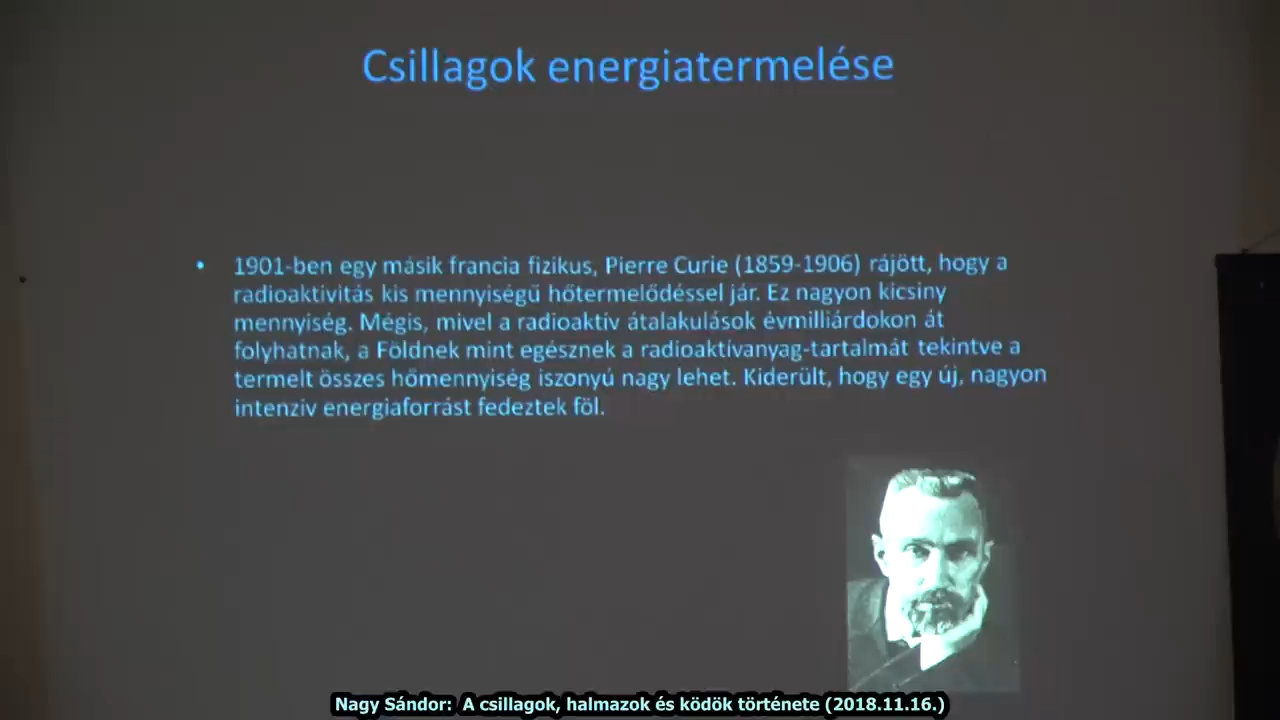 Csillagok energiatermelése
• 1901-ben egy másik francia fizikus, Pierre Curie (1859-1906) rájött, hogy a
radioaktivitás kis mennyiségű hőtermelődéssel jár. Ez nagyon kicsiny
mennyiség. Mégis, mivel a radioaktív átalakulások évmilliárdokon át
folyhatnak, a Földnek mint egésznek a radioaktívanyag-tartalmát tekintve a
termelt összes hőmennyiség iszonyú nagy lehet. Kiderült, hogy egy új, nagyon
intenzív energiaforrást fedeztek föl.
Nagy Sándor: A csillagok, halmazok és ködök története (2018.11.16.)